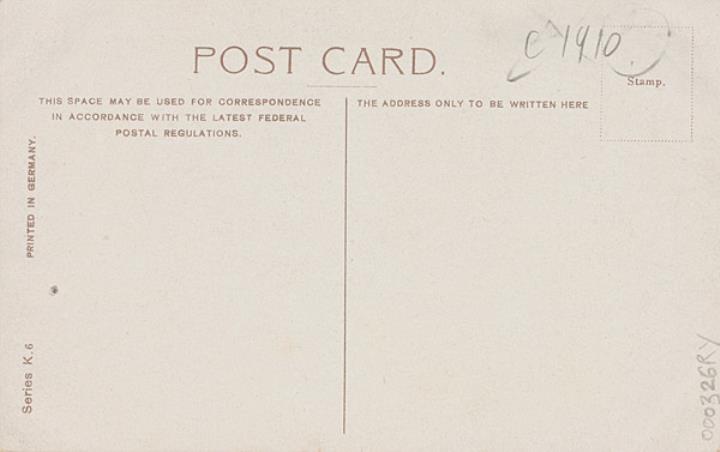 POST CARD.
c 1910
Stamp.
THIS SPACE MAY BE USED FOR CORRESPONDENCE
IN ACCORDANCE WITH THE LATEST FEDERAL
POSTAL REGULATIONS.
THE ADDRESS ONLY TO BE WRITTEN HERE
PRINTED IN GERMANY.
Series K.6
000326RY